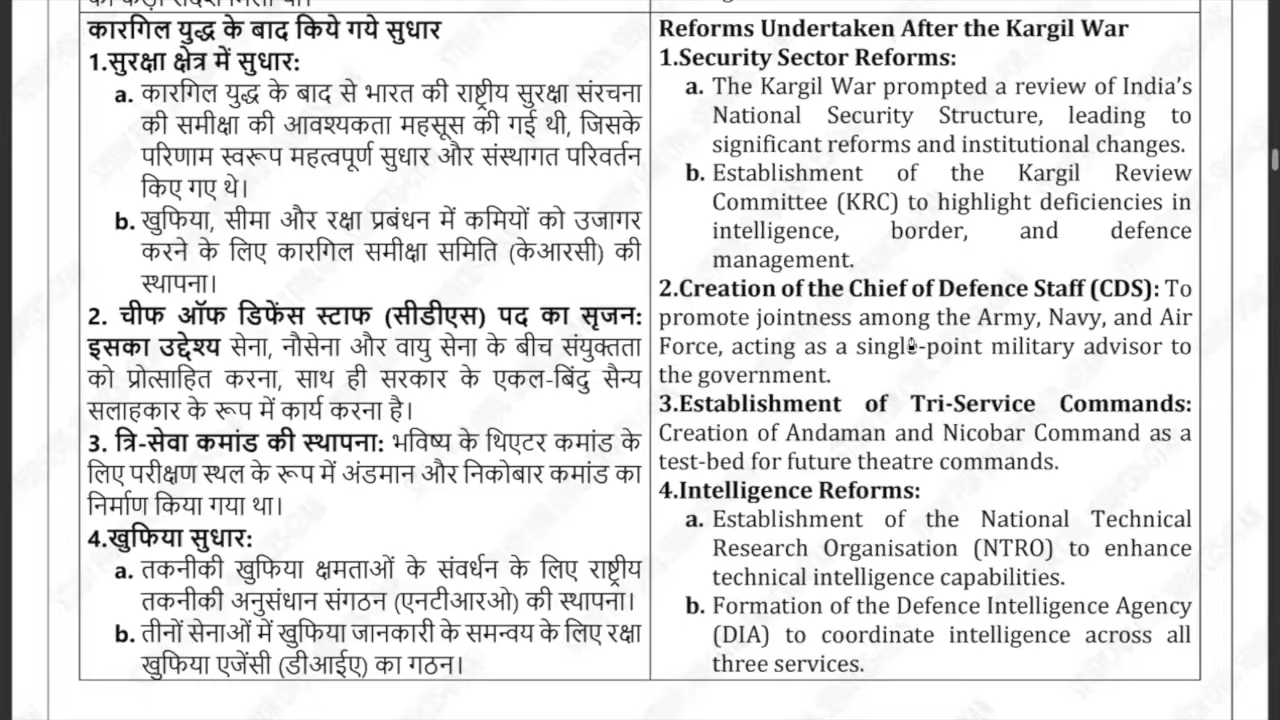 कारगिल युद्ध के बाद किये गये सुधार
1.सुरक्षा क्षेत्र में सुधार:
a. कारगिल युद्ध के बाद से भारत की राष्ट्रीय सुरक्षा संरचना
की समीक्षा की आवश्यकता महसूस की गई थी, जिसके
परिणाम स्वरूप महत्वपूर्ण सुधार और संस्थागत परिवर्तन
किए गए थे।
b. खुफिया, सीमा और रक्षा प्रबंधन में कमियों को उजागर
करने के लिए कारगिल समीक्षा समिति (केआरसी) की
स्थापना।
2. चीफ ऑफ डिफेंस स्टाफ (सीडीएस) पद का सृजन:
इसका उद्देश्य सेना, नौसेना और वायु सेना के बीच संयुक्तता
को प्रोत्साहित करना, साथ ही सरकार के एकल-बिंदु सैन्य
सलाहकार के रूप में कार्य करना है।
3. त्रि-सेवा कमांड की स्थापना: भविष्य के थिएटर कमांड के
लिए परीक्षण स्थल के रूप में अंडमान और निकोबार कमांड का
निर्माण किया गया था।
4.खुफिया सुधार:
a. तकनीकी खुफिया क्षमताओं के संवर्धन के लिए राष्ट्रीय
तकनीकी अनुसंधान संगठन (एनटीआरओ) की स्थापना।
b. तीनों सेनाओं में खुफिया जानकारी के समन्वय के लिए रक्षा
खुफिया एजेंसी (डीआईए) का गठन।
Reforms Undertaken After the Kargil War
1.Security Sector Reforms:
a. The Kargil War prompted a review of India's
National Security Structure, leading to
significant reforms and institutional changes.
b. Establishment of the Kargil Review
Committee (KRC) to highlight deficiencies in
intelligence, border, and defence
management.
2.Creation of the Chief of Defence Staff (CDS): To
promote jointness among the Army, Navy, and Air
Force, acting as a single-point military advisor to
the government.
3.Establishment of Tri-Service Commands:
Creation of Andaman and Nicobar Command as a
test-bed for future theatre commands.
4.Intelligence Reforms:
a. Establishment of the National Technical
Research Organisation (NTRO) to enhance
technical intelligence capabilities.
b. Formation of the Defence Intelligence Agency
(DIA) to coordinate intelligence across all
three services.